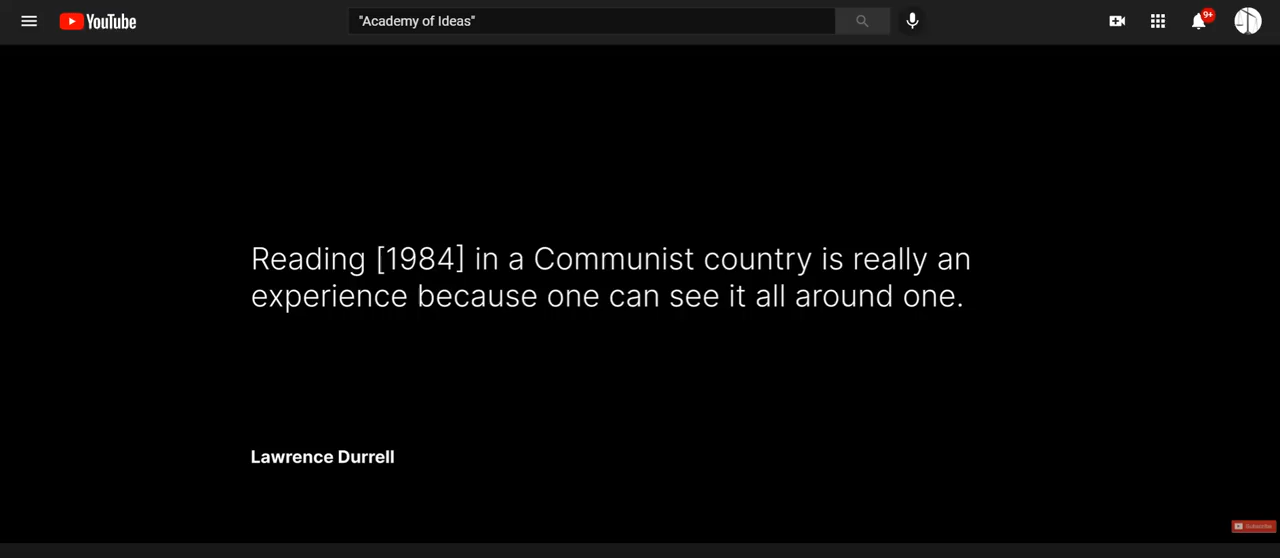 YouTube
"Academy of Ideas"
9+
Reading [1984] in a Communist country is really an
experience because one can see it all around one.
Lawrence Durrell
Subscribe